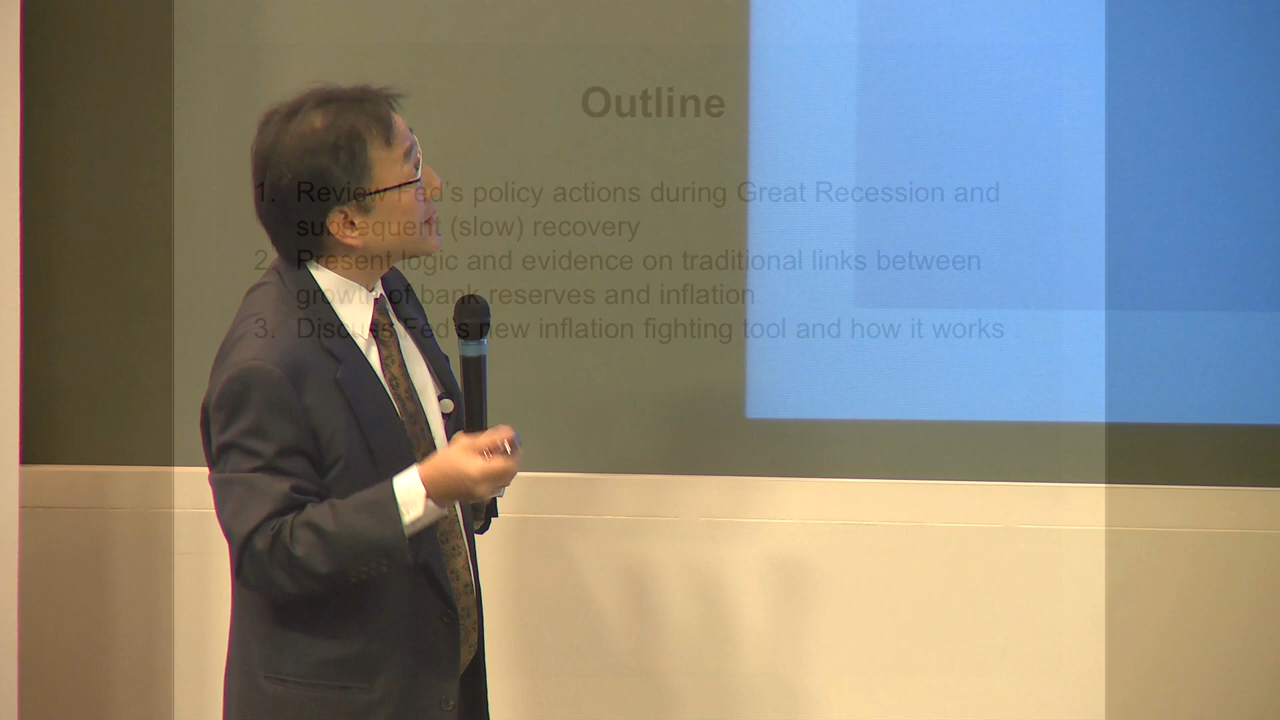 Outline
1. Review Fed's policy actions during Great Recession and
subsequent (slow) recovery
2. Present logic and evidence on traditional links between
growth of bank reserves and inflation
3. Discuss Fed's new inflation fighting tool and how it works